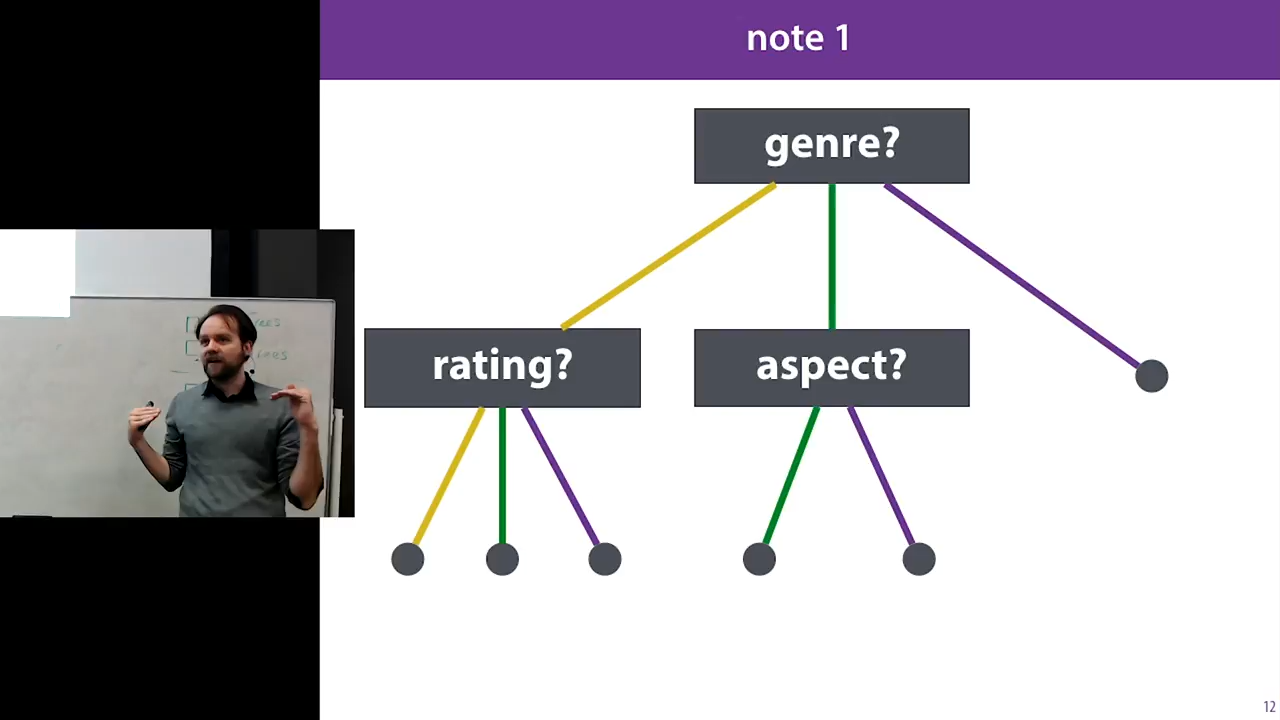 note 1
genre?
rating?
aspect?
12